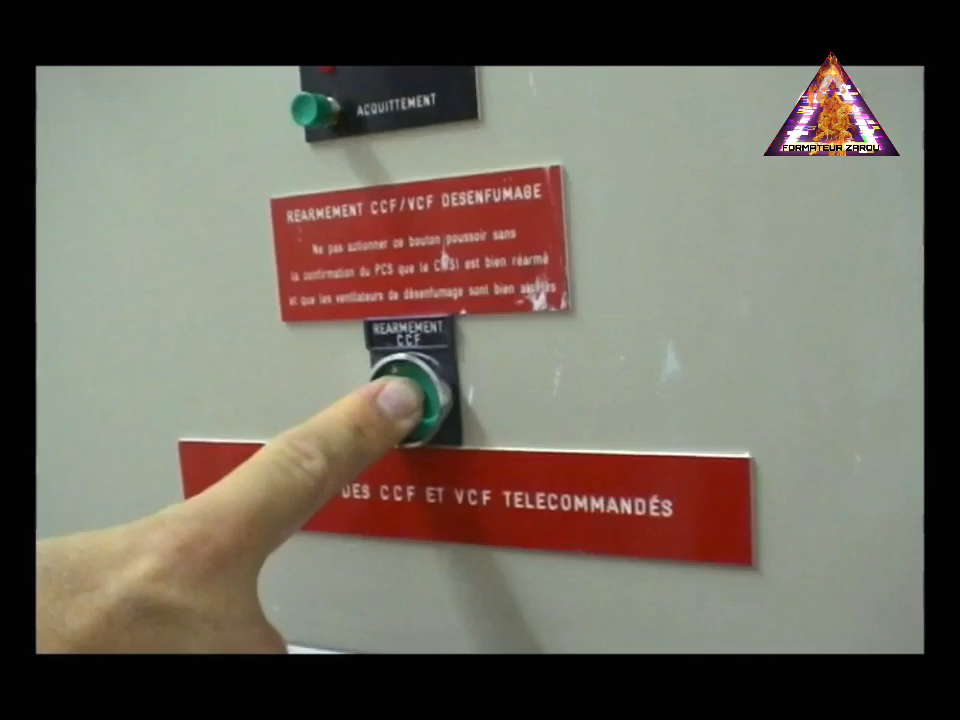 ACQUITTEMENT
FORMATEUR ZAROU
REARMEMENT CCF/VCF DESENFUMAGE
Ne pas actionner ce bouton poussoir sans
la confirmation du PCS que le CMSI est bien réarmé
et que les ventilateurs de désenfumage sont bien
REARMEMENT
CCF
DES CCF ET VCF TELECOMMANDÉS